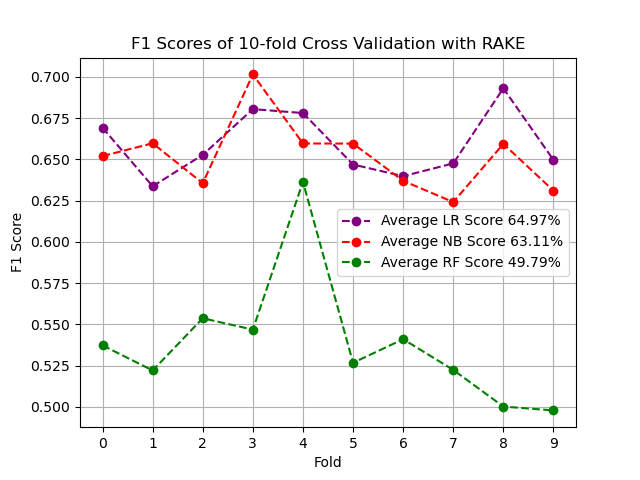 F1 Scores of 10-fold Cross Validation with RAKE
0.700
0.675
0.650
0.625
0.600
0.575
0.550
0.525
0.500
F1 Score
Average LR Score 64.97%
Average NB Score 63.11%
Average RF Score 49.79%
0 1 2 3 4 5 6 7 8 9
Fold